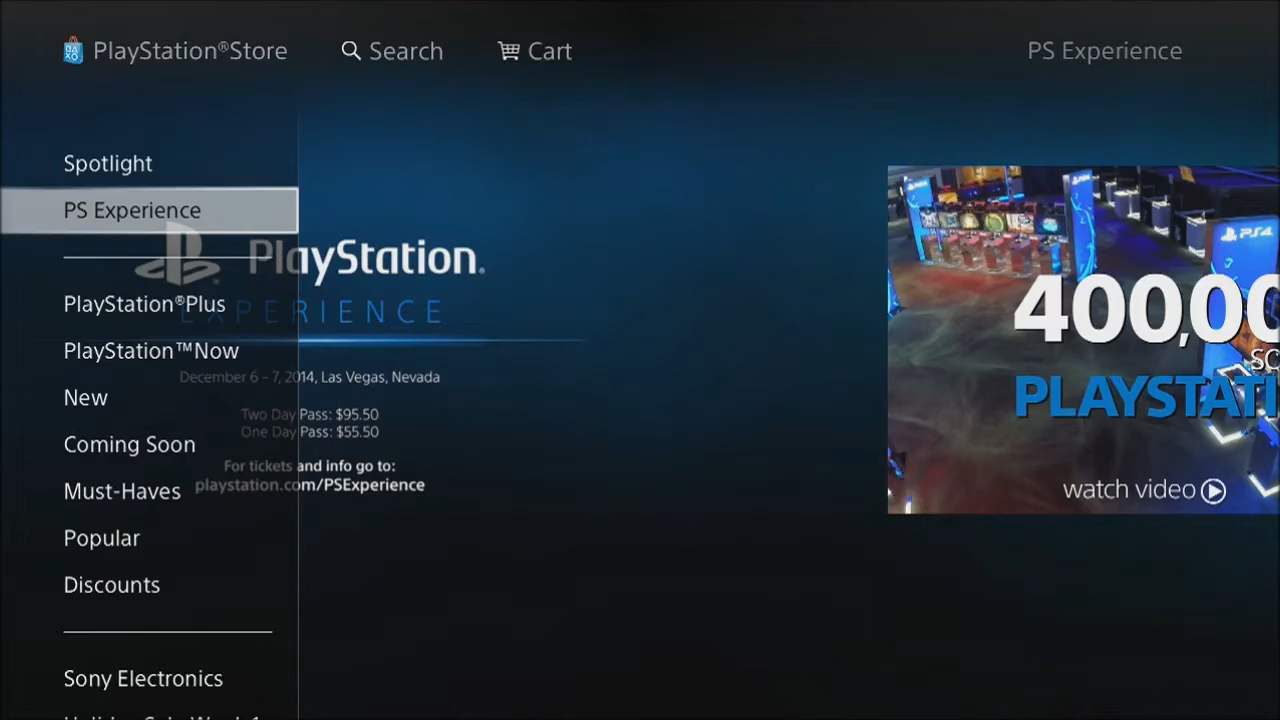 PlayStation®Store
Search
Cart
PS Experience
Spotlight
PS Experience
PlayStation®Plus
PlayStation™Now
New
Coming Soon
Must-Haves
Popular
Discounts
Sony Electronics
PlayStation.
EXPERIENCE
December 6 – 7, 2014, Las Vegas, Nevada
Two Day Pass: $95.50
One Day Pass: $55.50
For tickets and info go to:
playstation.com/PSExperience
PS4
400,00
SQ
PLAYSTATI
watch video